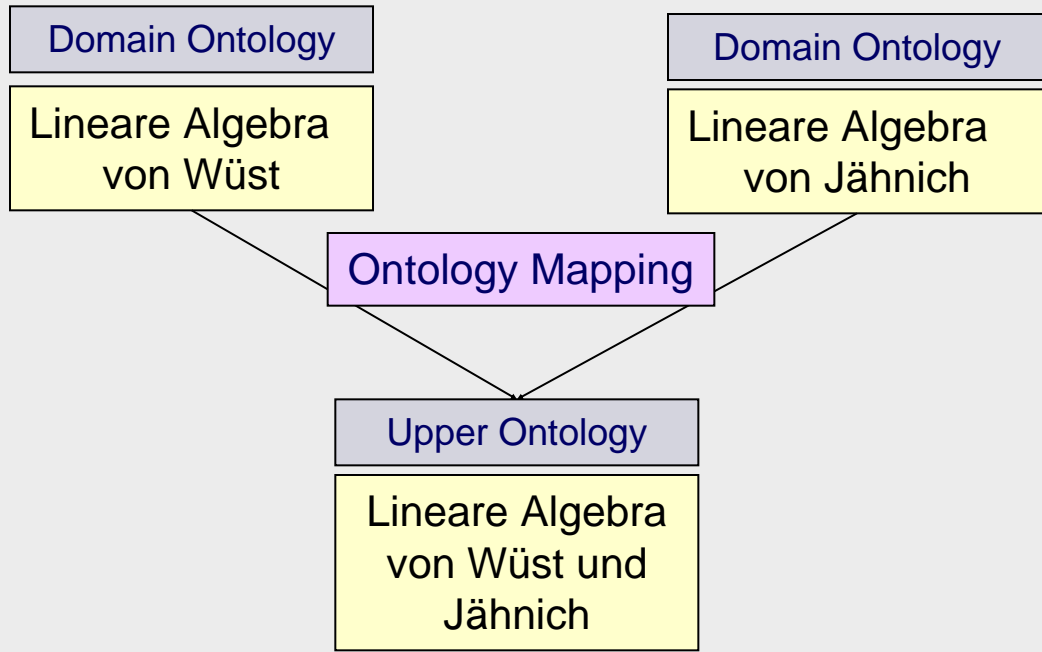 Domain Ontology
Lineare Algebra
von Wüst
Domain Ontology
Lineare Algebra
von Jähnich
Ontology Mapping
Upper Ontology
Lineare Algebra
von Wüst und
Jähnich